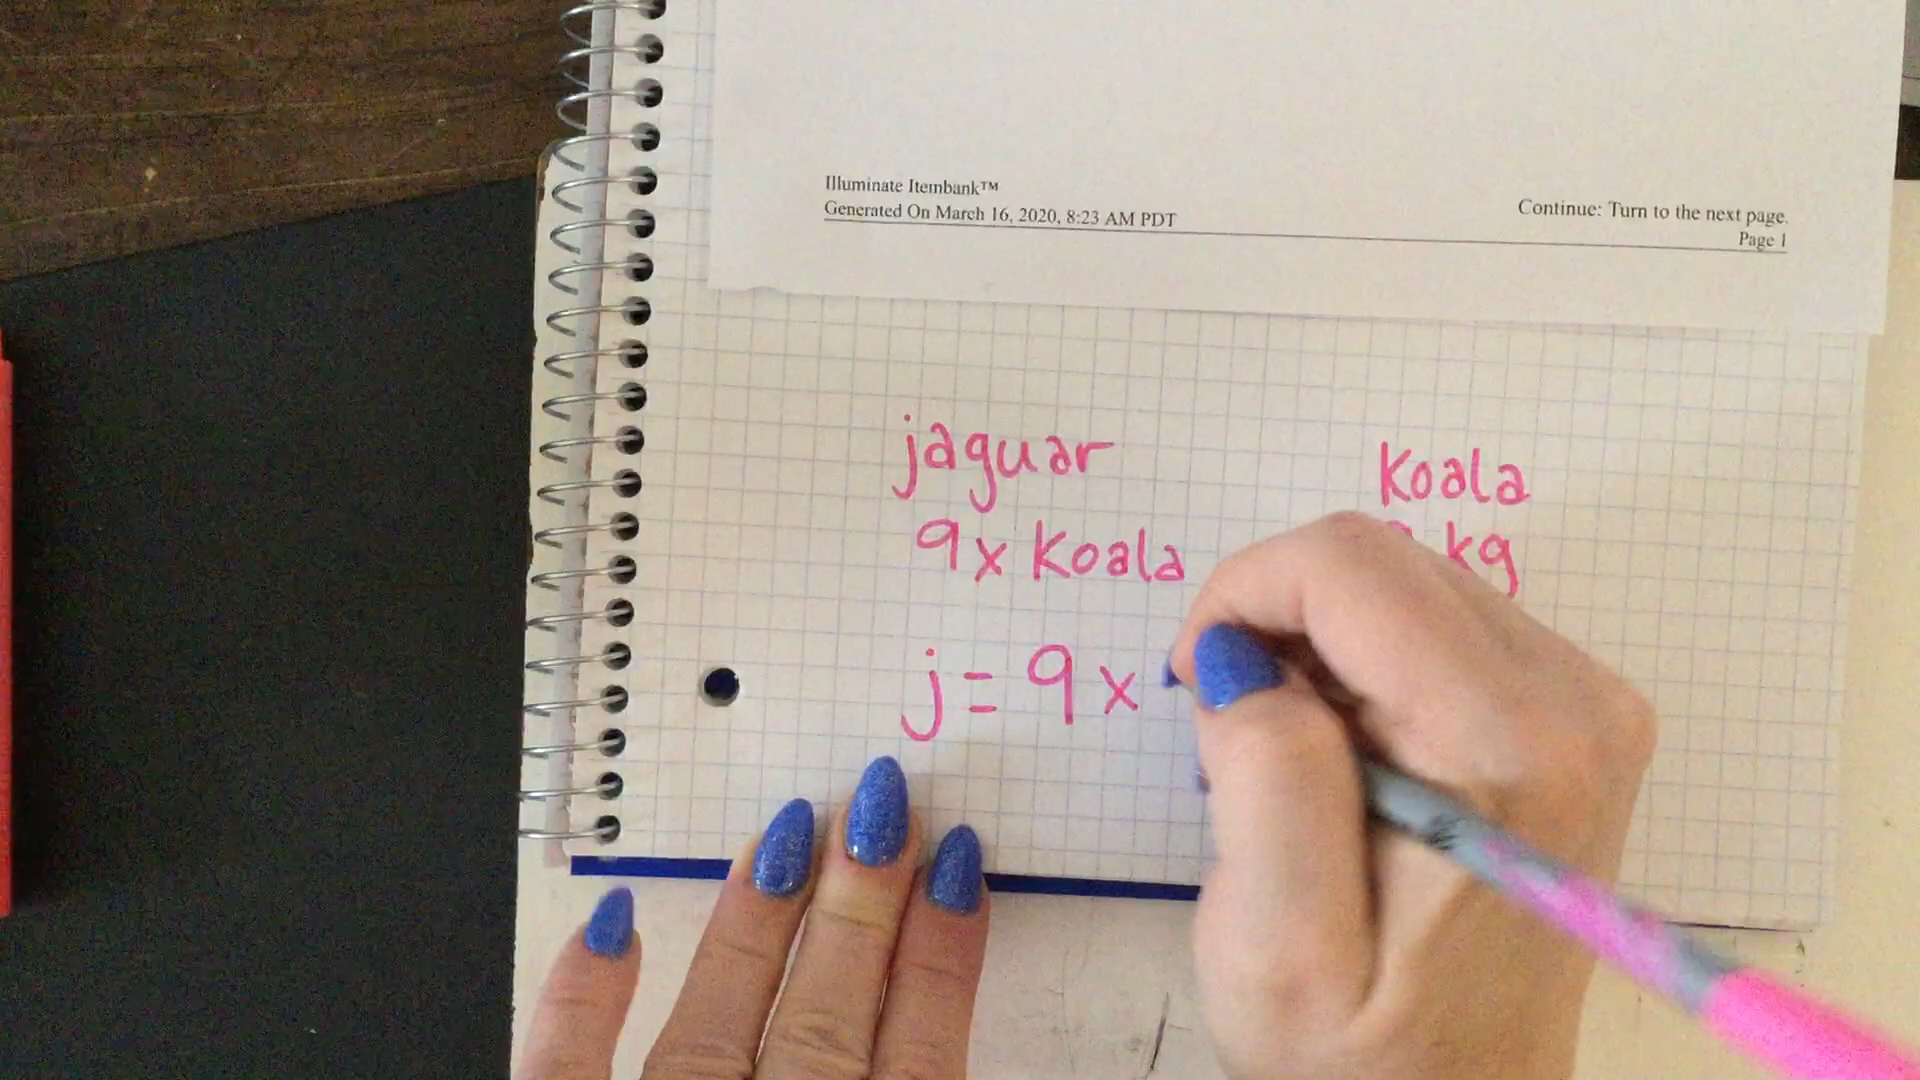 Illuminate Itembank™
Generated On March 16, 2020, 8:23 AM PDT
Continue: Turn to the next page.
Page 1
jaguar
Koala
9x Koala
kg
j = 9 x